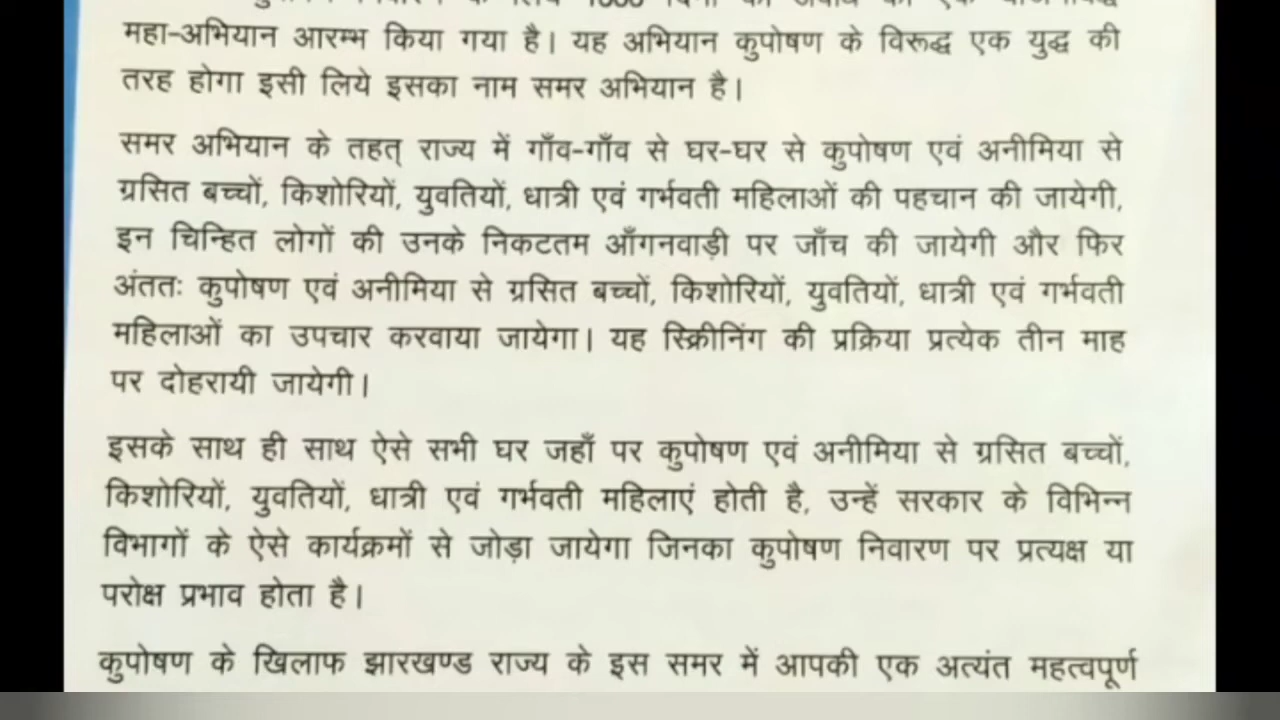 महा-अभियान आरम्भ किया गया है। यह अभियान कुपोषण के विरूद्ध एक युद्ध की
तरह होगा इसी लिये इसका नाम समर अभियान है।
समर अभियान के तहत् राज्य में गाँव-गाँव से घर-घर से कुपोषण एवं अनीमिया से
ग्रसित बच्चों, किशोरियों, युवतियों, धात्री एवं गर्भवती महिलाओं की पहचान की जायेगी,
इन चिन्हित लोगों की उनके निकटतम आँगनवाड़ी पर जाँच की जायेगी और फिर
अंततः कुपोषण एवं अनीमिया से ग्रसित बच्चों, किशोरियों, युवतियों, धात्री एवं गर्भवती
महिलाओं का उपचार करवाया जायेगा। यह स्क्रीनिंग की प्रक्रिया प्रत्येक तीन माह
पर दोहरायी जायेगी।
इसके साथ ही साथ ऐसे सभी घर जहाँ पर कुपोषण एवं अनीमिया से ग्रसित बच्चों,
किशोरियों, युवतियों, धात्री एवं गर्भवती महिलाएं होती है, उन्हें सरकार के विभिन्न
विभागों के ऐसे कार्यक्रमों से जोड़ा जायेगा जिनका कुपोषण निवारण पर प्रत्यक्ष या
परोक्ष प्रभाव होता है।
कुपोषण के खिलाफ झारखण्ड राज्य के इस समर में आपकी एक अत्यंत महत्वपूर्ण